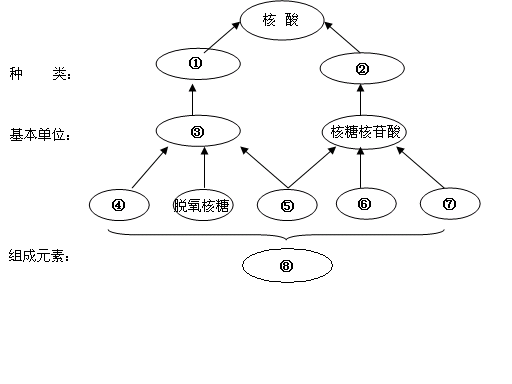 核 酸
种 类： ① ②
基本单位： ③ 核糖核苷酸
④ 脱氧核糖 ⑤ ⑥ ⑦
组成元素： ⑧